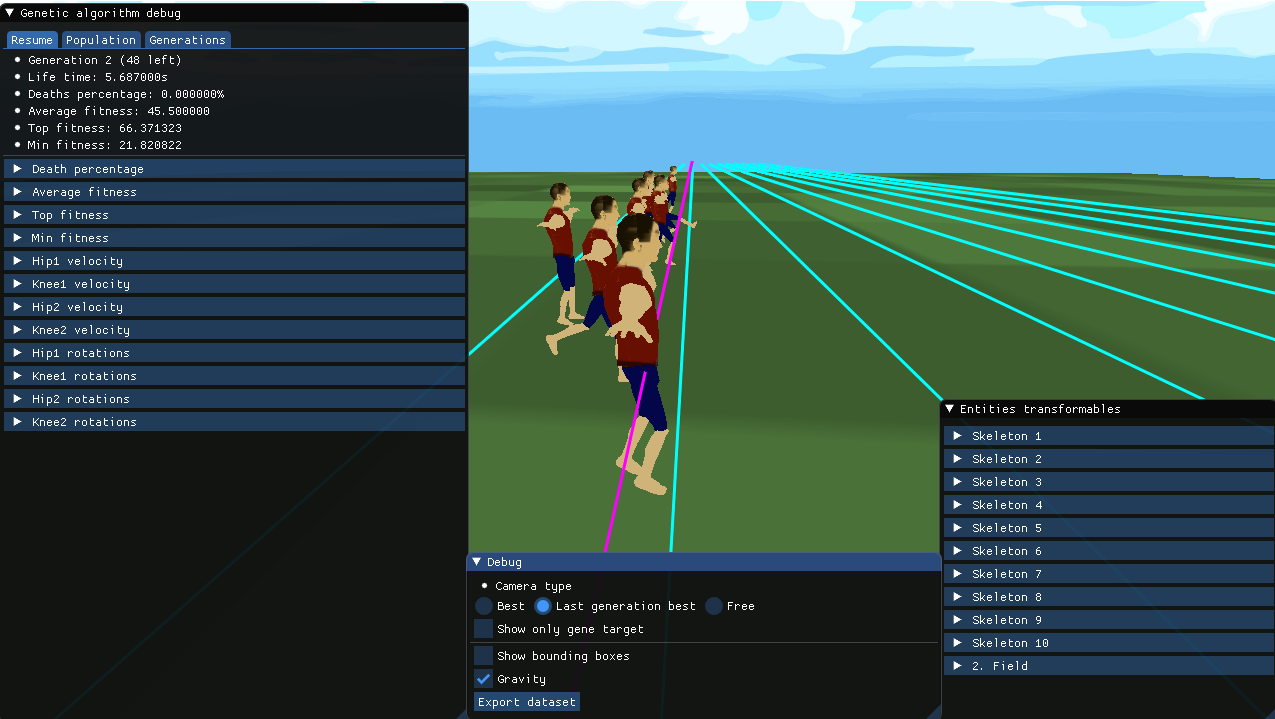 Genetic algorithm debug
Resume Population Generations
Generation 2 (48 left)
Life time: 5.687000s
Deaths percentage: 0.000000%
Average fitness: 45.500000
Top fitness: 66.371323
Min fitness: 21.820822
Death percentage
Average fitness
Top fitness
Min fitness
Hip1 velocity
Knee1 velocity
Hip2 velocity
Knee2 velocity
Hip1 rotations
Knee1 rotations
Hip2 rotations
Knee2 rotations
Entities transformables
Skeleton 1
Skeleton 2
Skeleton 3
Skeleton 4
Skeleton 5
Skeleton 6
Skeleton 7
Skeleton 8
Skeleton 9
Skeleton 10
2. Field
Debug
Camera type
Best Last generation best Free
Show only gene target
Show bounding boxes
Gravity
Export dataset